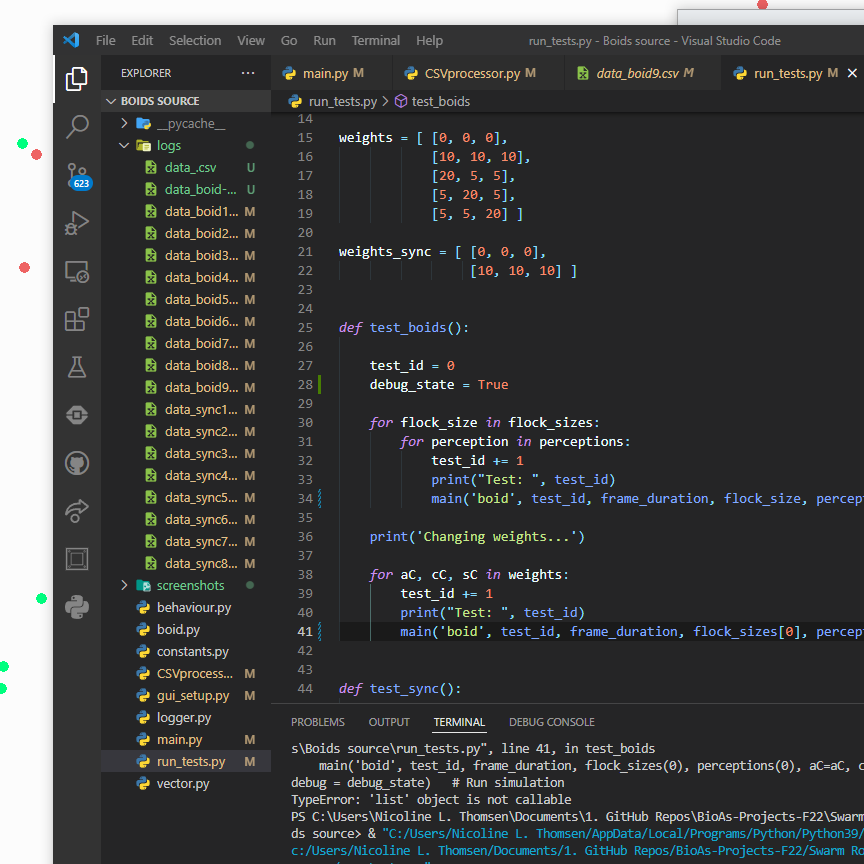 File Edit Selection View Go Run Terminal Help run_tests.py - Boids source - Visual Studio Code
EXPLORER ...
main.py M CSVprocessor.py M data_boid9.csv M run_tests.py M
BOIDS SOURCE
run_tests.py > test_boids
__pycache__
logs
data_.csv U
data_boid-... U
data_boid1... M
data_boid2... M
data_boid3... M
data_boid4... M
data_boid5... M
data_boid6... M
data_boid7... M
data_boid8... M
data_boid9... M
data_sync1... M
data_sync2... M
data_sync3... M
data_sync4... M
data_sync5... M
data_sync6... M
data_sync7... M
data_sync8... M
screenshots
behaviour.py
boid.py
constants.py
CSVprocess... M
gui_setup.py M
logger.py
main.py M
run_tests.py M
vector.py
623
14
15 weights = [ [0, 0, 0],
16 [10, 10, 10],
17 [20, 5, 5],
18 [5, 20, 5],
19 [5, 5, 20] ]
20
21 weights_sync = [ [0, 0, 0],
22 [10, 10, 10] ]
23
24
25 def test_boids():
26
27 test_id = 0
28 debug_state = True
29
30 for flock_size in flock_sizes:
31 for perception in perceptions:
32 test_id += 1
33 print("Test: ", test_id)
34 main('boid', test_id, frame_duration, flock_size, percep
35
36 print('Changing weights...')
37
38 for aC, cC, sC in weights:
39 test_id += 1
40 print("Test: ", test_id)
41 main('boid', test_id, frame_duration, flock_sizes[0], percep
42
43
44 def test_sync():
PROBLEMS OUTPUT TERMINAL DEBUG CONSOLE
s\Boids source\run_tests.py", line 41, in test_boids
main('boid', test_id, frame_duration, flock_sizes(0), perceptions(0), aC=aC, c
debug = debug_state) # Run simulation
TypeError: 'list' object is not callable
PS C:\Users\Nicoline L. Thomsen\Documents\1. GitHub Repos\BioAs-Projects-F22\Swarm
ds source> & "C:/Users/Nicoline L. Thomsen/AppData/Local/Programs/Python/Python39/
c:/Users/Nicoline L. Thomsen/Documents/1. GitHub Repos/BioAs-Projects-F22/Swarm Ro